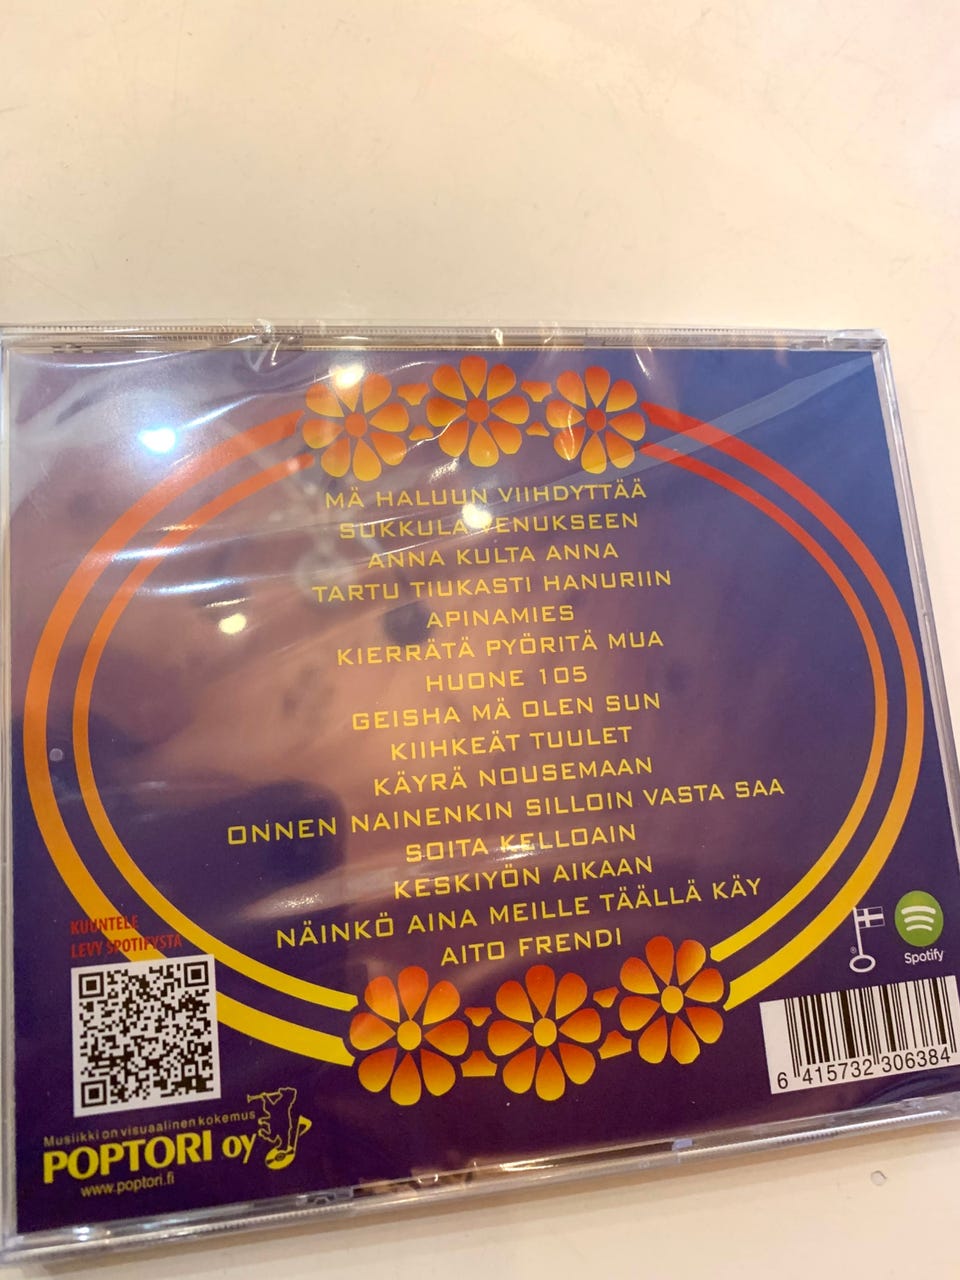 MÄ HALUUN VIIHDYTTÄÄ
SUKKULA VENUKSEEN
ANNA KULTA ANNA
TARTU TIUKASTI HANURIIN
APINAMIES
KIERRÄTÄ PYÖRITÄ MUA
HUONE 105
GEISHA MÄ OLEN SUN
KIIHKEÄT TUULET
KÄYRÄ NOUSEMAAN
ONNEN NAINENKIN SILLOIN VASTA SAA
SOITA KELLOAIN
KESKIYÖN AIKAAN
NÄINKÖ AINA MEILLE TÄÄLLÄ KÄY
AITO FRENDI
KUUNTELE
LEVY SPOTIFYSTA
Musiikki on visuaalinen kokemus
POPTORI oy
www.poptori.fi
®
Spotify
6 415732 306384